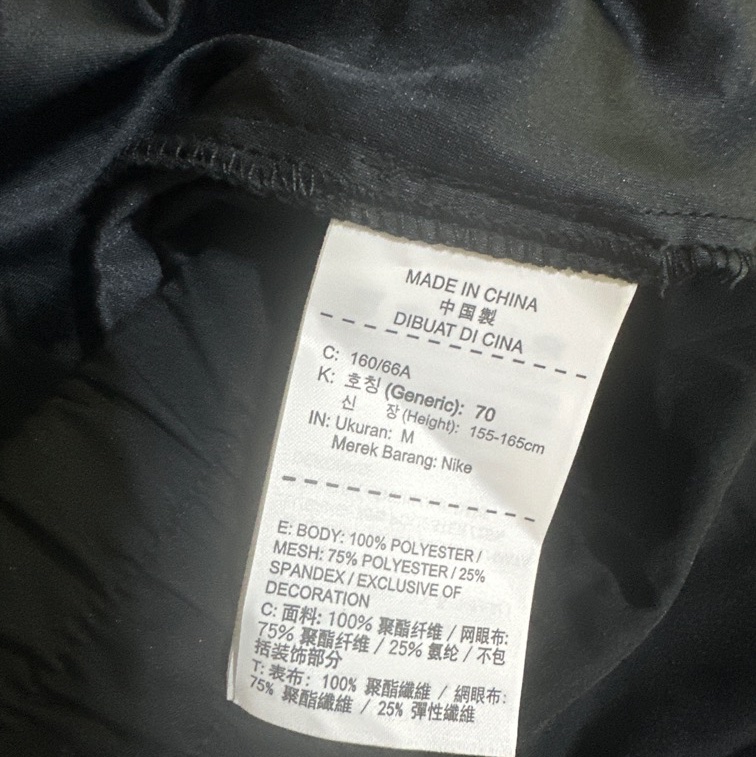 MADE IN CHINA
中国製
DIBUAT DI CINA
C: 160/66A
K: 호칭 (Generic): 70
신 장 (Height): 155-165cm
IN: Ukuran: M
Merek Barang: Nike
E: BODY: 100% POLYESTER /
MESH: 75% POLYESTER / 25%
SPANDEX / EXCLUSIVE OF
DECORATION
C: 面料: 100% 聚酯纤维 / 网眼布:
75% 聚酯纤维 / 25% 氨纶 / 不包
括装饰部分
T: 表布: 100% 聚酯纖維 / 網眼布:
75% 聚酯纖維 / 25% 彈性纖維